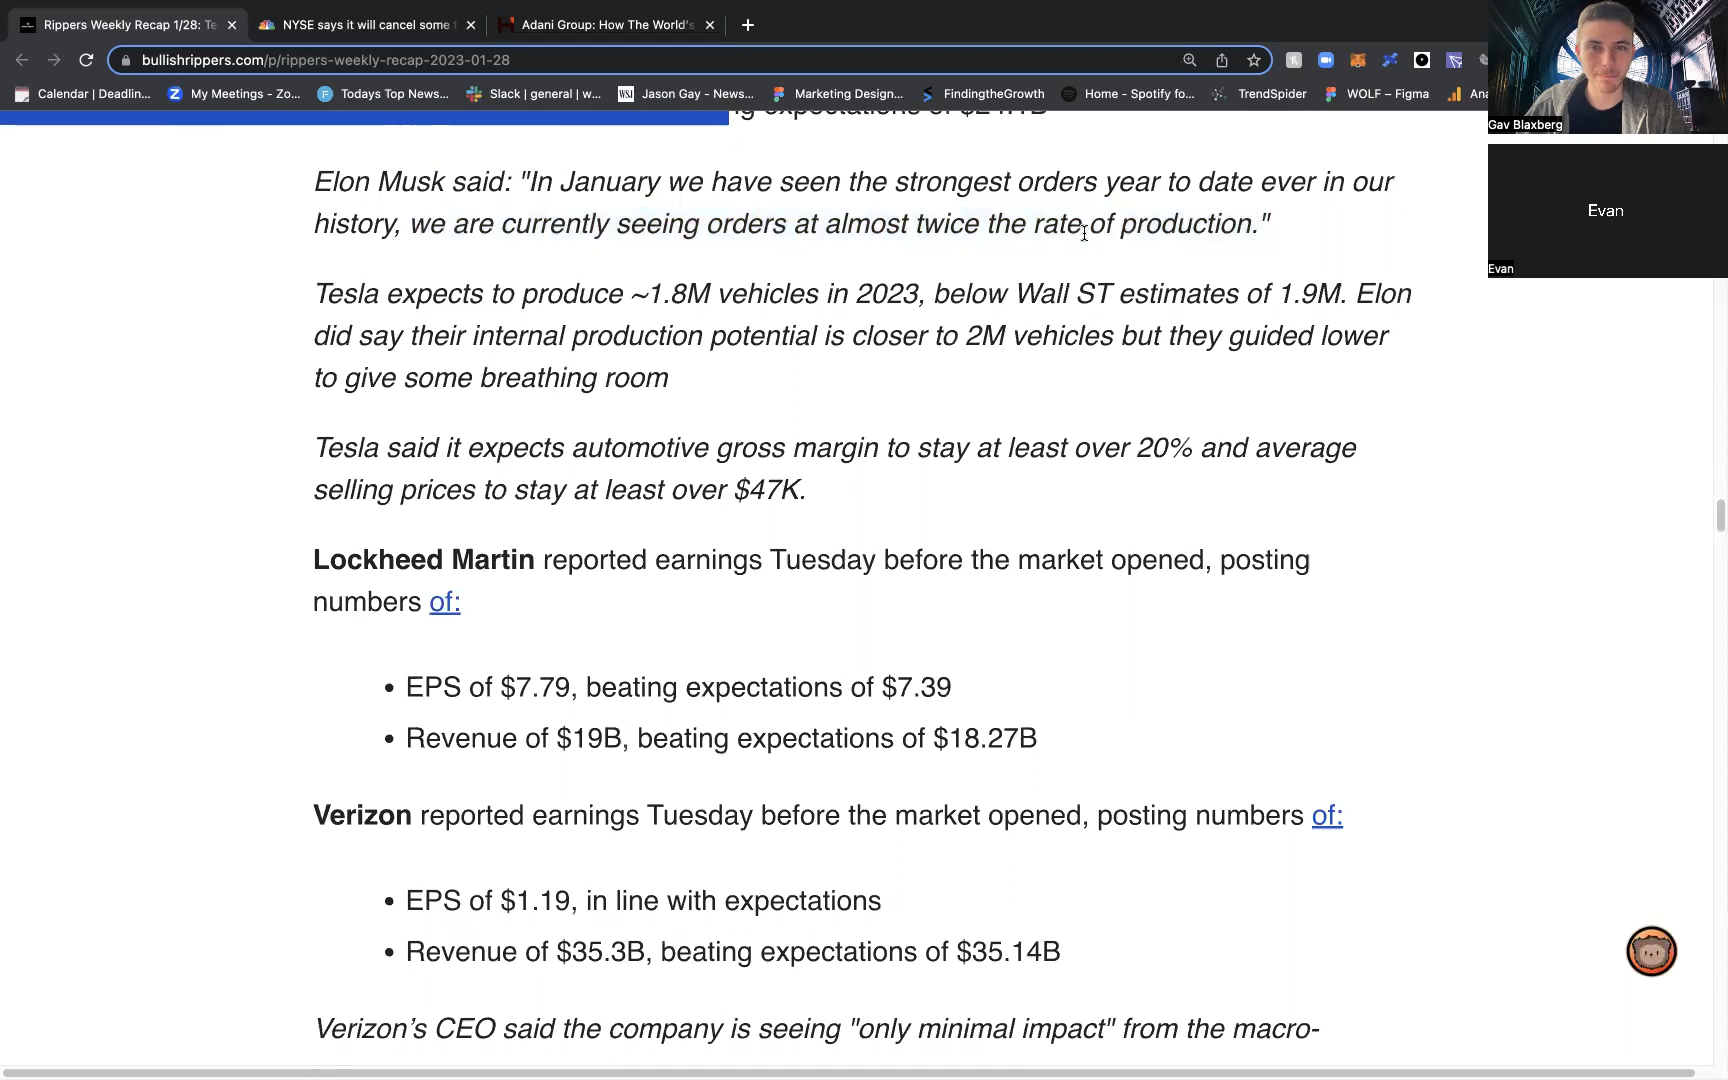 Rippers Weekly Recap 1/28: Te
NYSE says it will cancel some t
Adani Group: How The World's
bullishrippers.com/p/rippers-weekly-recap-2023-01-28
Calendar | Deadlin...
My Meetings - Zo...
Todays Top News...
Slack | general | w...
WSJ
Jason Gay - News...
Marketing Design...
FindingtheGrowth
Home - Spotify fo...
TrendSpider
WOLF – Figma
Ana
Gav Blaxberg
Evan
Evan
Elon Musk said: "In January we have seen the strongest orders year to date ever in our
history, we are currently seeing orders at almost twice the rate of production."
Tesla expects to produce ~1.8M vehicles in 2023, below Wall ST estimates of 1.9M. Elon
did say their internal production potential is closer to 2M vehicles but they guided lower
to give some breathing room
Tesla said it expects automotive gross margin to stay at least over 20% and average
selling prices to stay at least over $47K.
Lockheed Martin reported earnings Tuesday before the market opened, posting
numbers of:
• EPS of $7.79, beating expectations of $7.39
• Revenue of $19B, beating expectations of $18.27B
Verizon reported earnings Tuesday before the market opened, posting numbers of:
• EPS of $1.19, in line with expectations
• Revenue of $35.3B, beating expectations of $35.14B
Verizon’s CEO said the company is seeing "only minimal impact" from the macro-